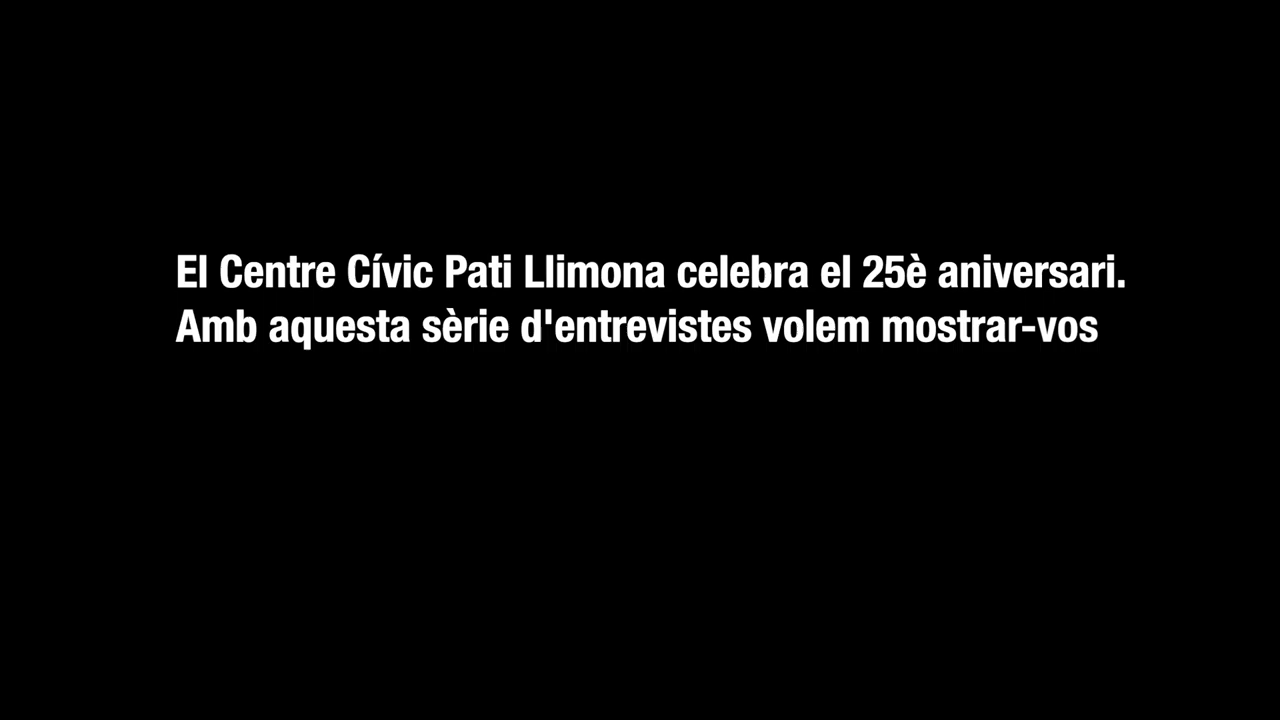 El Centre Cívic Pati Llimona celebra el 25è aniversari.
Amb aquesta sèrie d'entrevistes volem mostrar-vos